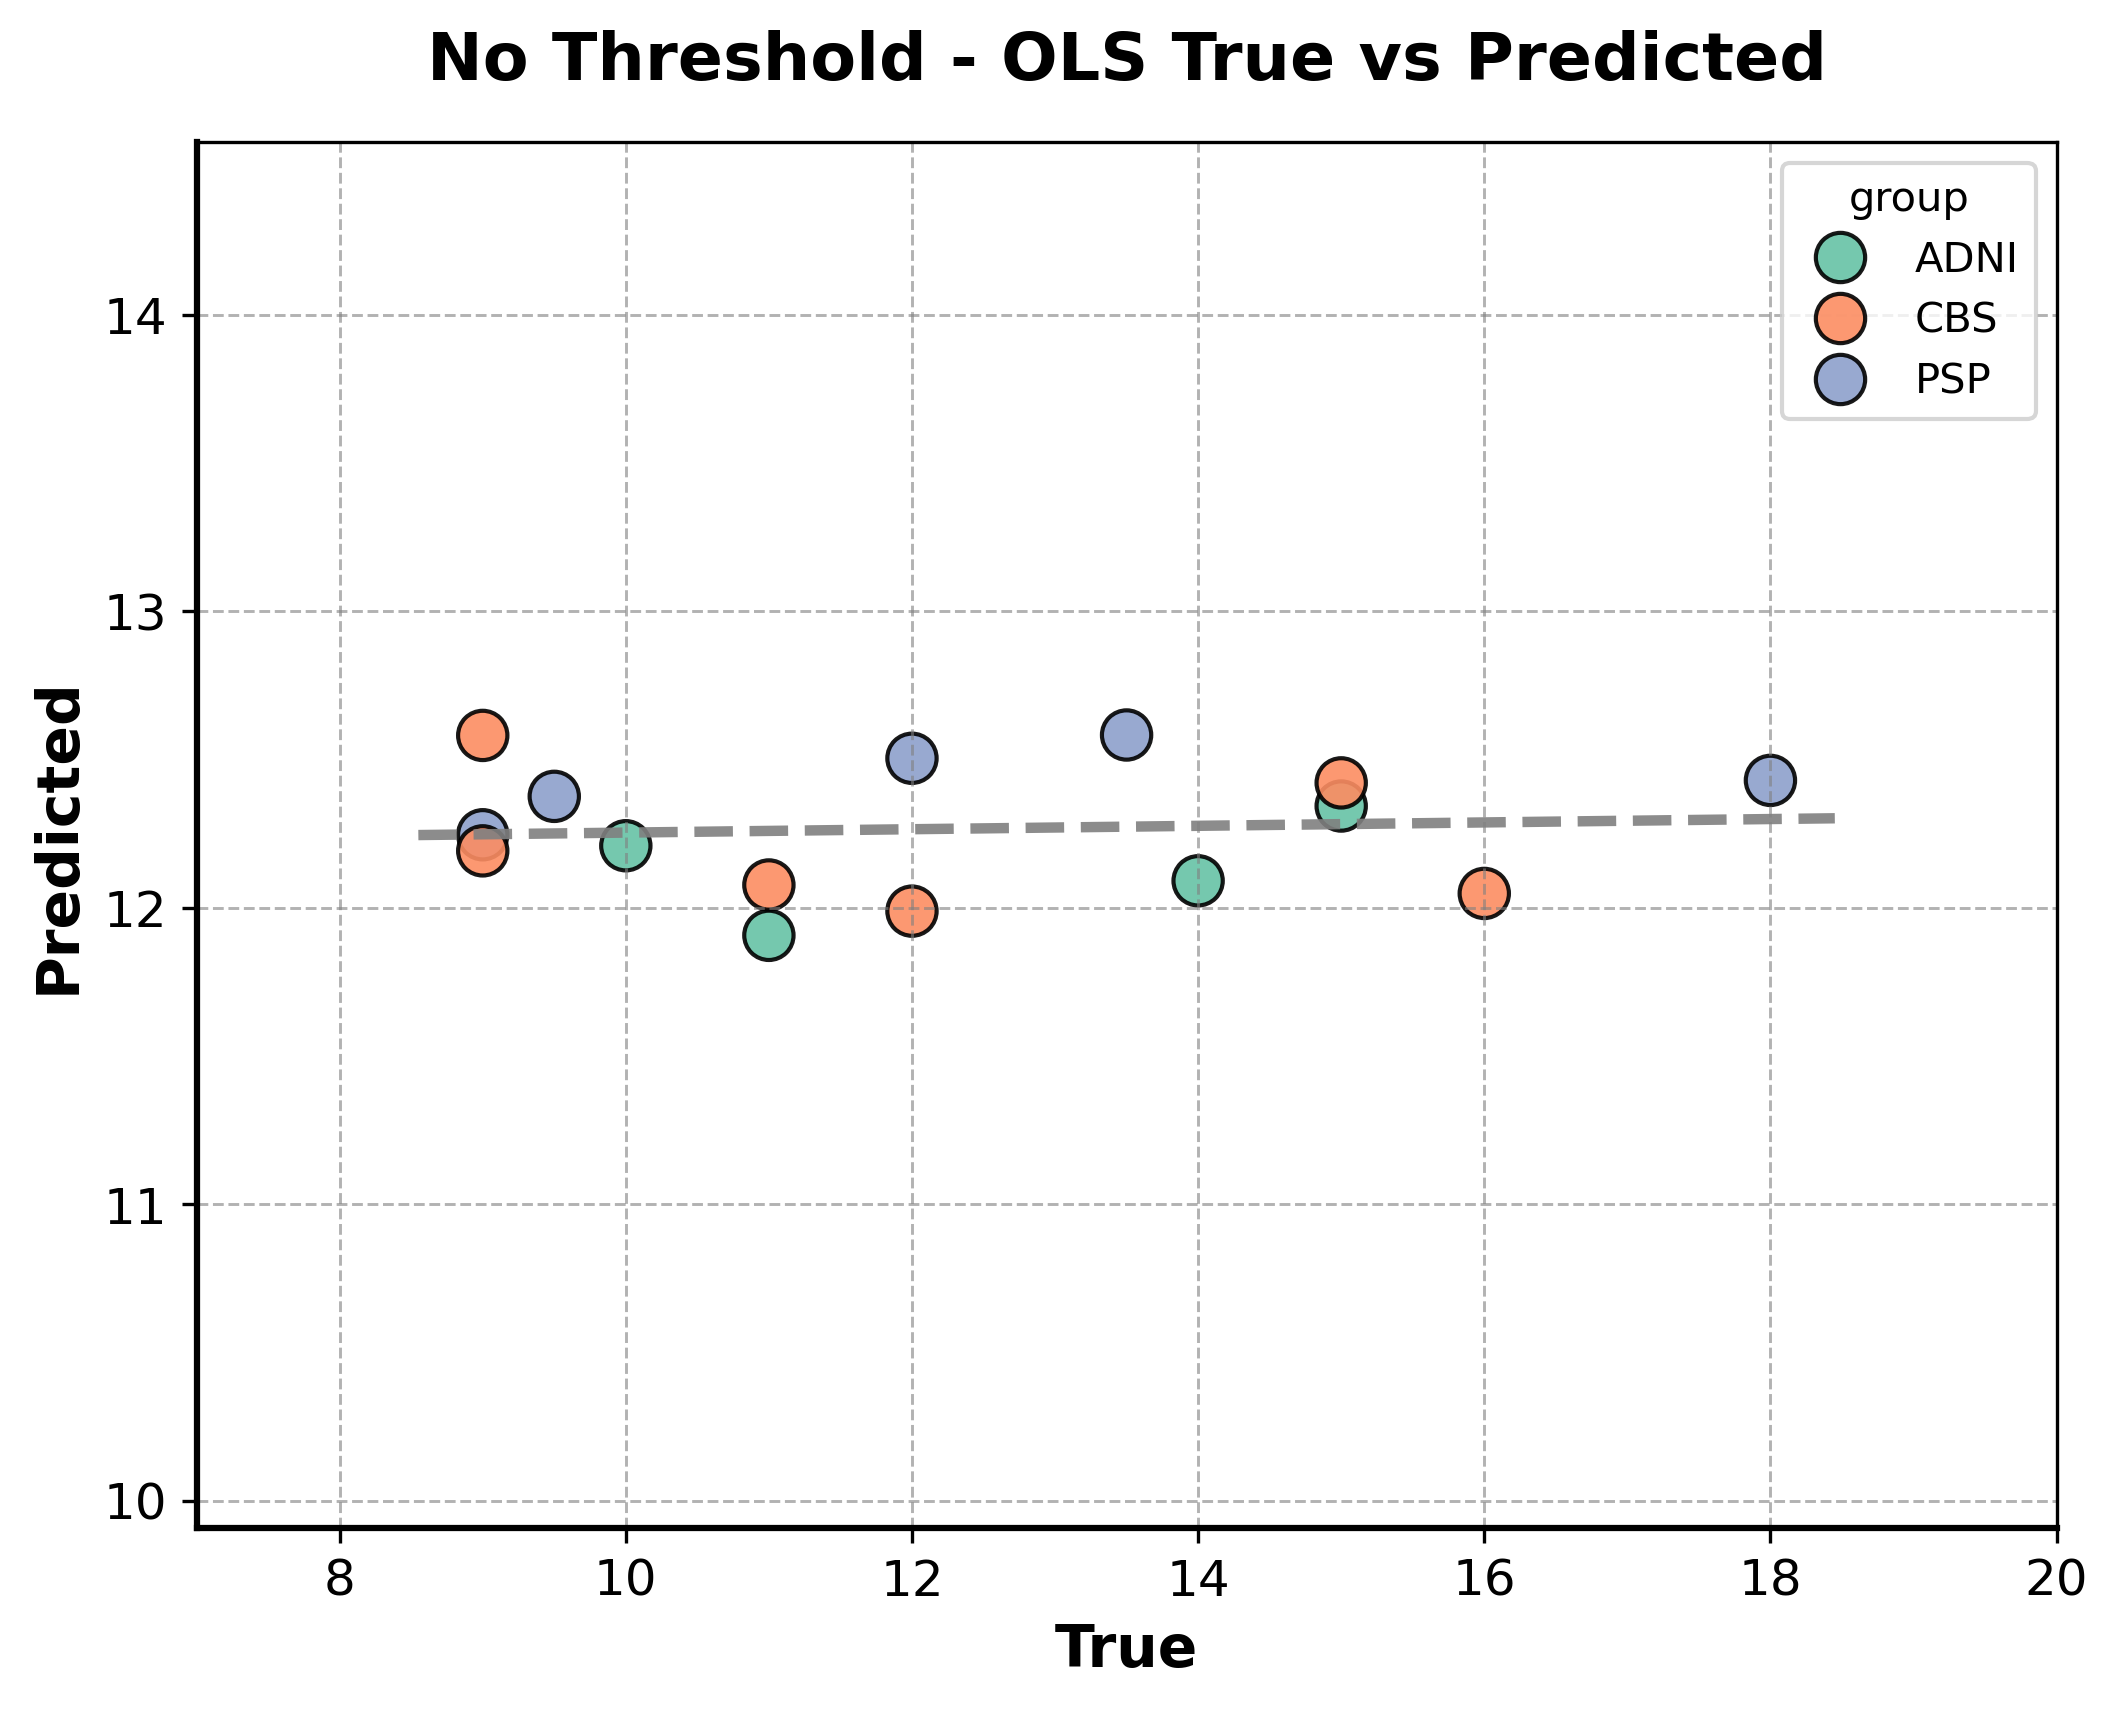 No Threshold - OLS True vs Predicted
group
ADNI
CBS
PSP
14
13
12
11
10
Predicted
8 10 12 14 16 18 20
True